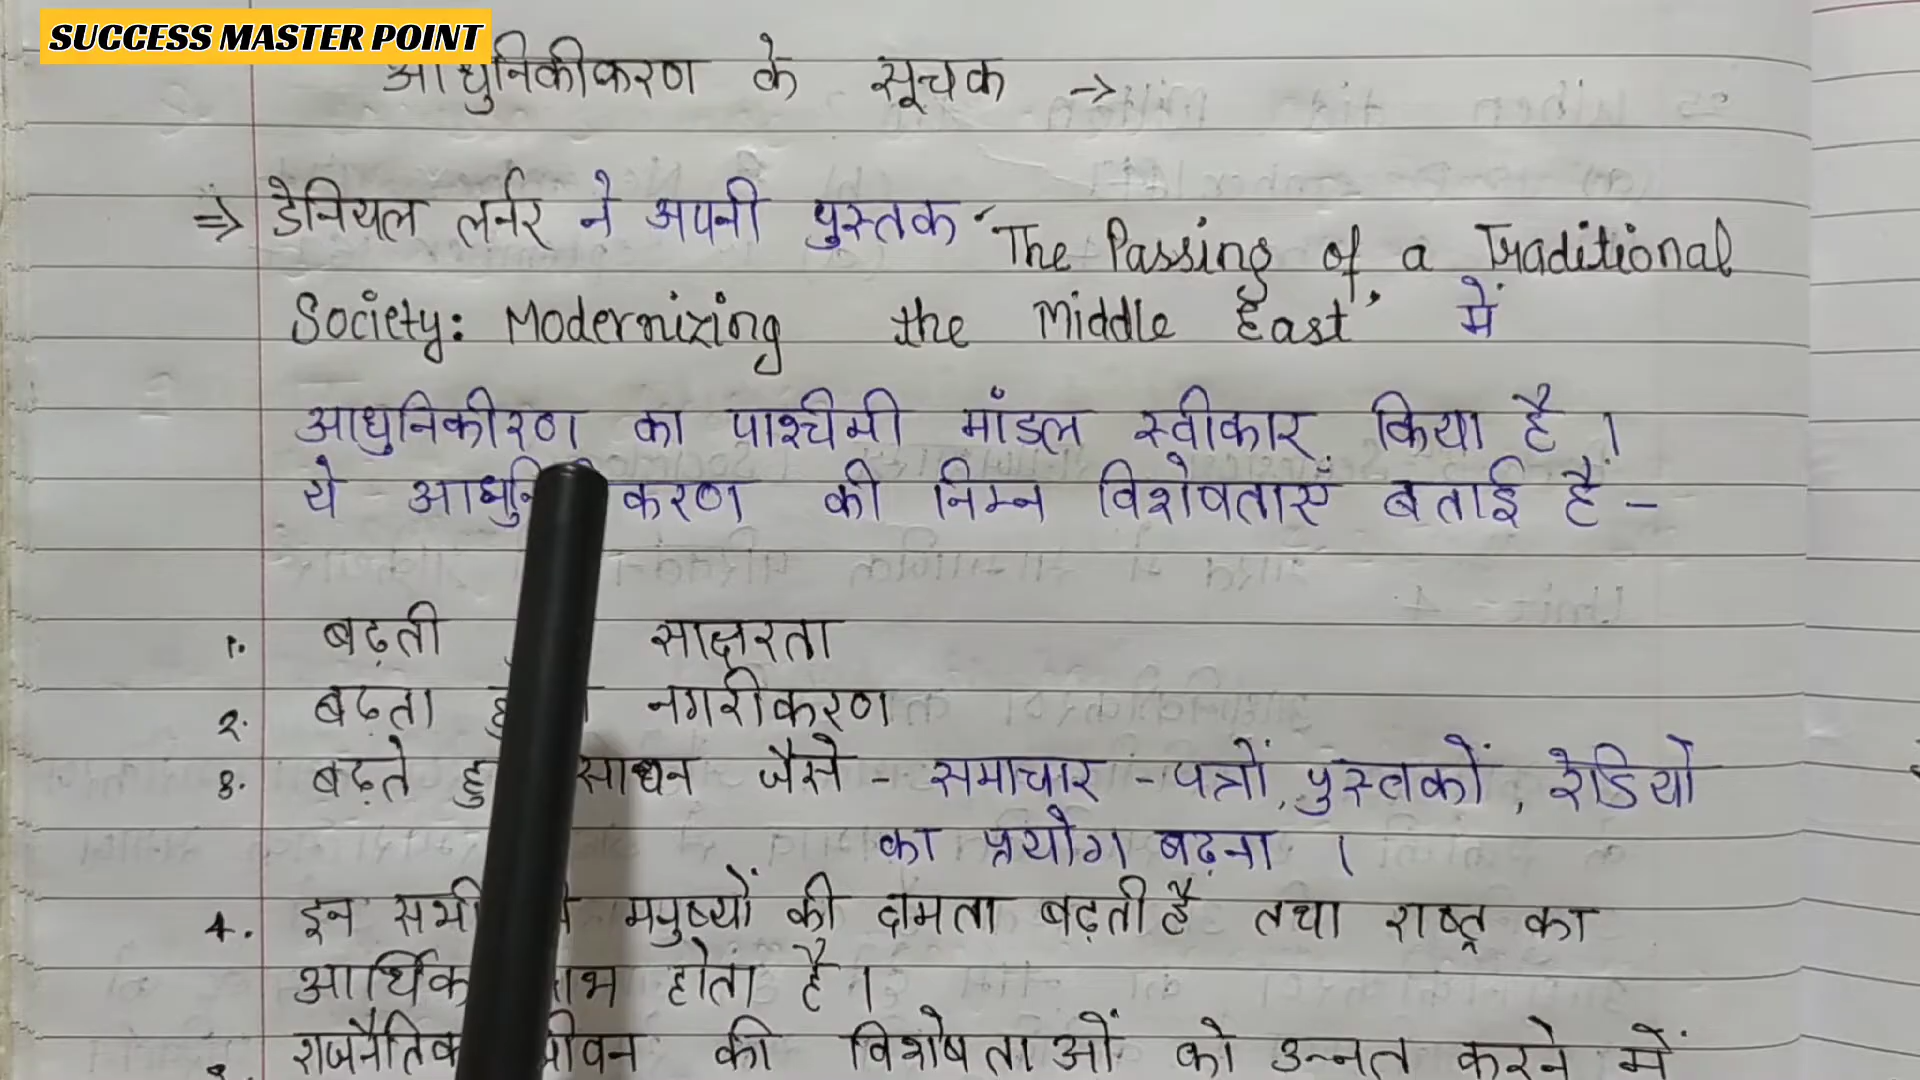 SUCCESS MASTER POINT
आधुनिकीकरण के सूचक →
⇒ डेनियल लर्नर ने अपनी पुस्तक 'The Passing of a Traditional
Society: Modernizing the Middle East' में
आधुनिकीरण का पाश्चीमी मॉडल स्वीकार किया है।
ये आधुनिकरण की निम्न विशेषताएँ बताई हैं -
1. बढ़ती साक्षरता
2. बढ़ता नगरीकरण
3. बढ़ते साधन जैसे - समाचार - पत्रों, पुस्तकों, रेडियो
का प्रयोग बढ़ना ।
4. इन सभी मनुष्यों की क्षमता बढ़ती है तथा राष्ट्र का
आर्थिक होता है ।
राजनैतिक की विशेषताओं को उन्नत करने में